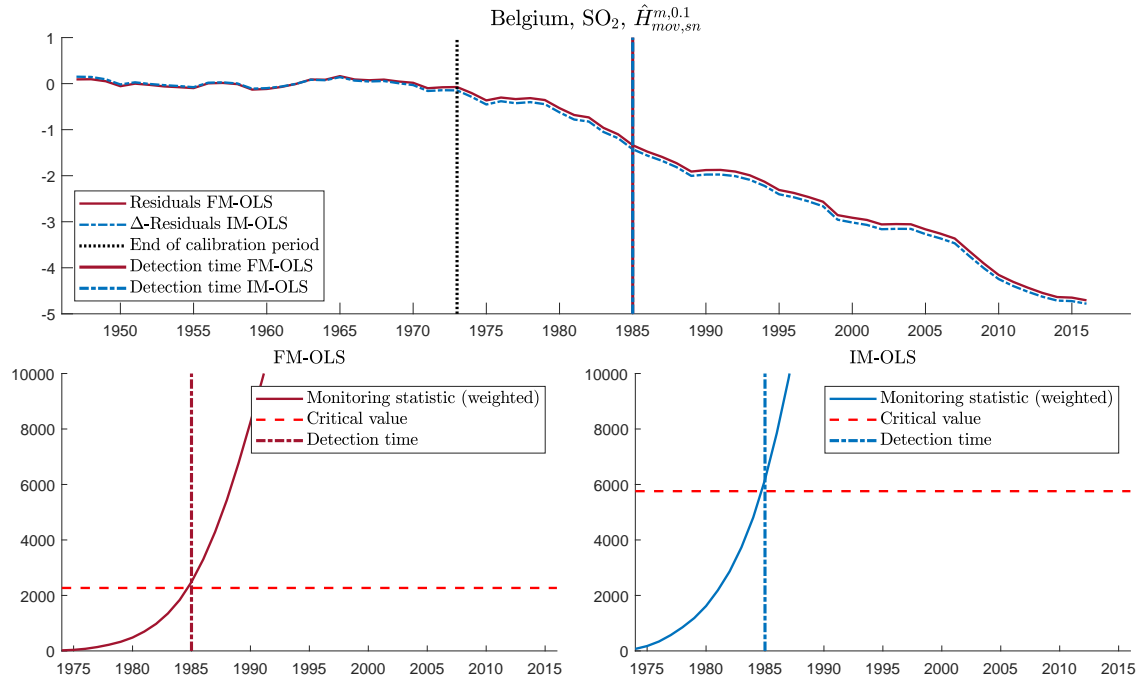 Belgium, SO₂, Ĥ^{m,0.1}_{mov,sn}
1
0
-1
-2
-3
-4
-5
Residuals FM-OLS
Δ-Residuals IM-OLS
End of calibration period
Detection time FM-OLS
Detection time IM-OLS
1950 1955 1960 1965 1970 1975 1980 1985 1990 1995 2000 2005 2010 2015
FM-OLS
10000
8000
6000
4000
2000
0
Monitoring statistic (weighted)
Critical value
Detection time
1975 1980 1985 1990 1995 2000 2005 2010 2015
IM-OLS
10000
8000
6000
4000
2000
0
Monitoring statistic (weighted)
Critical value
Detection time
1975 1980 1985 1990 1995 2000 2005 2010 2015